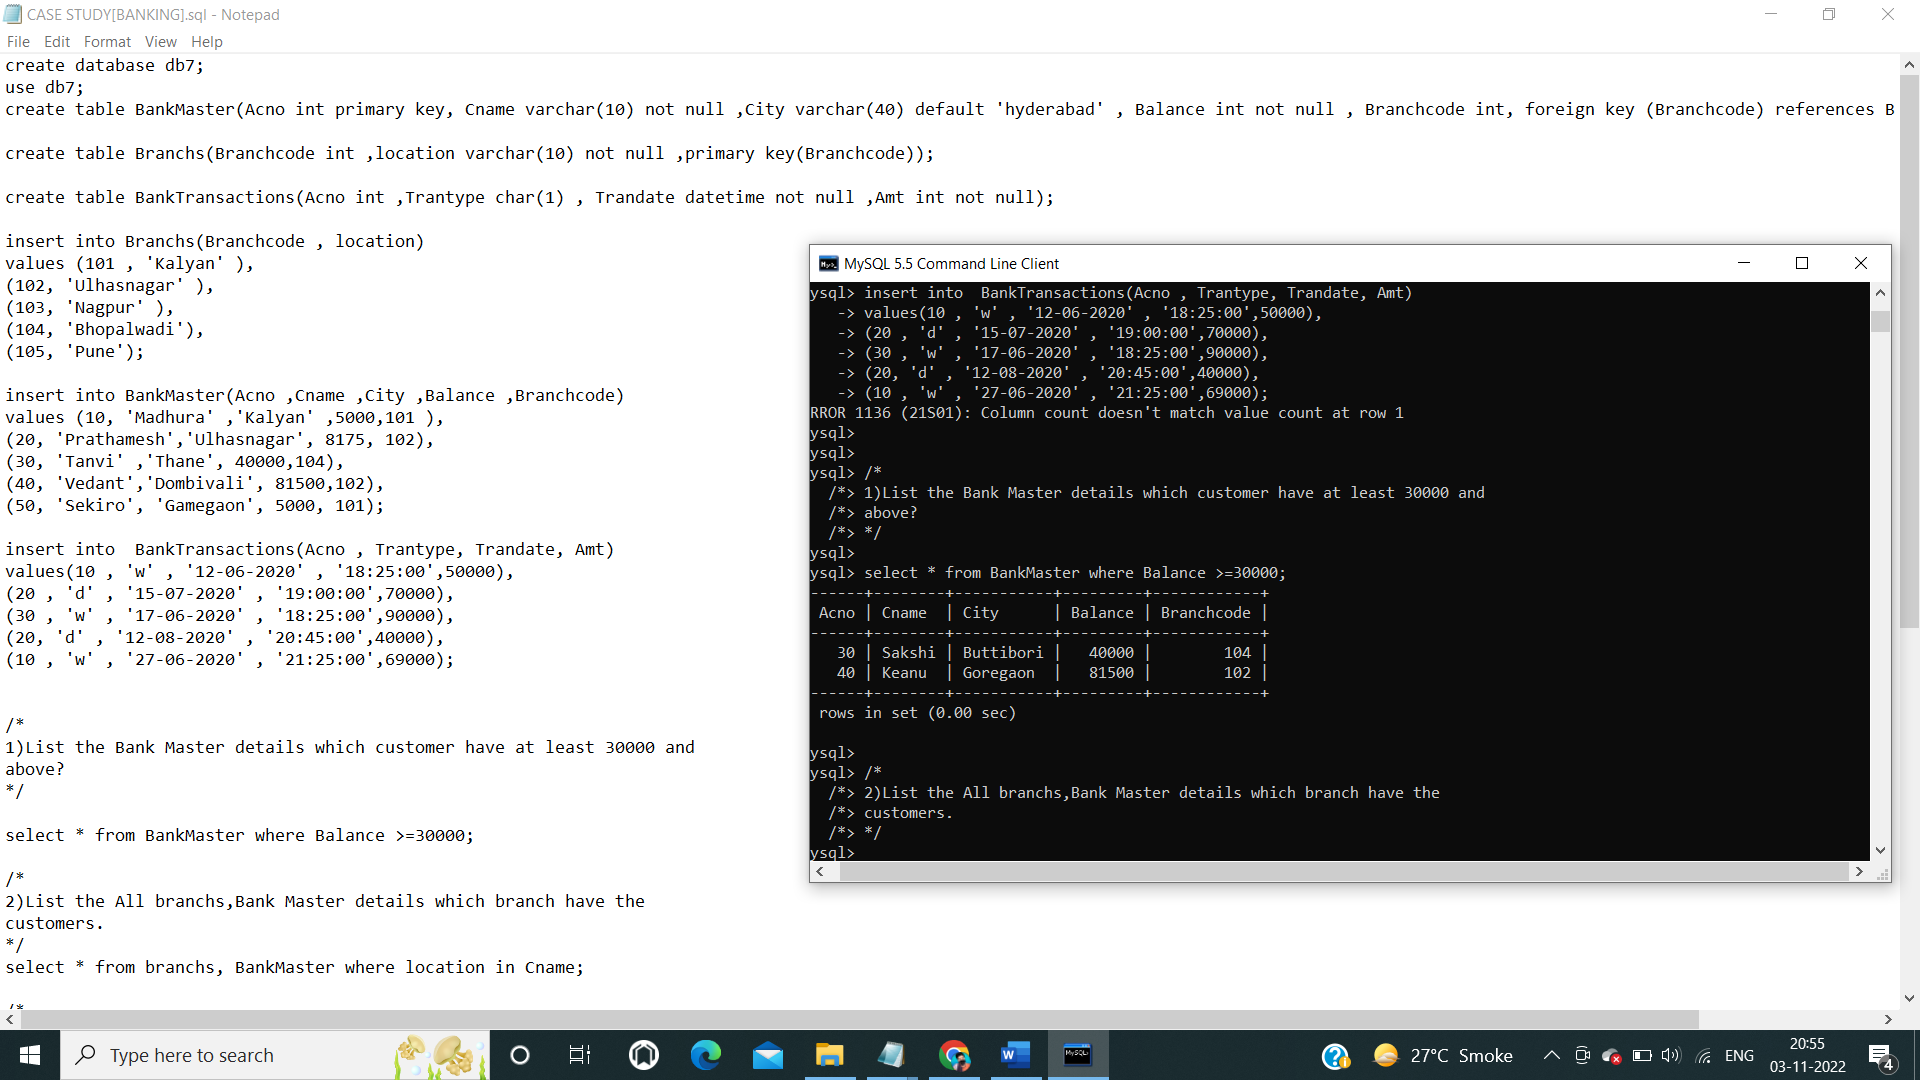 CASE STUDY[BANKING].sql - Notepad
File Edit Format View Help
create database db7;
use db7;
create table BankMaster(Acno int primary key, Cname varchar(10) not null ,City varchar(40) default 'hyderabad' , Balance int not null , Branchcode int, foreign key (Branchcode) references B
create table Branchs(Branchcode int ,location varchar(10) not null ,primary key(Branchcode));
create table BankTransactions(Acno int ,Trantype char(1) , Trandate datetime not null ,Amt int not null);
insert into Branchs(Branchcode , location)
values (101 , 'Kalyan' ),
(102, 'Ulhasnagar' ),
(103, 'Nagpur' ),
(104, 'Bhopalwadi'),
(105, 'Pune');
insert into BankMaster(Acno ,Cname ,City ,Balance ,Branchcode)
values (10, 'Madhura' ,'Kalyan' ,5000,101 ),
(20, 'Prathamesh','Ulhasnagar', 8175, 102),
(30, 'Tanvi' ,'Thane', 40000,104),
(40, 'Vedant','Dombivali', 81500,102),
(50, 'Sekiro', 'Gamegaon', 5000, 101);
insert into  BankTransactions(Acno , Trantype, Trandate, Amt)
values(10 , 'w' , '12-06-2020' , '18:25:00',50000),
(20 , 'd' , '15-07-2020' , '19:00:00',70000),
(30 , 'w' , '17-06-2020' , '18:25:00',90000),
(20, 'd' , '12-08-2020' , '20:45:00',40000),
(10 , 'w' , '27-06-2020' , '21:25:00',69000);
/*
1)List the Bank Master details which customer have at least 30000 and
above?
*/
select * from BankMaster where Balance >=30000;
/*
2)List the All branchs,Bank Master details which branch have the
customers.
*/
select * from branchs, BankMaster where location in Cname;
/*
MySQL 5.5 Command Line Client
ysql> insert into  BankTransactions(Acno , Trantype, Trandate, Amt)
-> values(10 , 'w' , '12-06-2020' , '18:25:00',50000),
-> (20 , 'd' , '15-07-2020' , '19:00:00',70000),
-> (30 , 'w' , '17-06-2020' , '18:25:00',90000),
-> (20, 'd' , '12-08-2020' , '20:45:00',40000),
-> (10 , 'w' , '27-06-2020' , '21:25:00',69000);
RROR 1136 (21S01): Column count doesn't match value count at row 1
ysql>
ysql>
ysql> /*
/*> 1)List the Bank Master details which customer have at least 30000 and
/*> above?
/*> */
ysql>
ysql> select * from BankMaster where Balance >=30000;
------+--------+-----------+---------+------------+
Acno | Cname  | City      | Balance | Branchcode |
------+--------+-----------+---------+------------+
30 | Sakshi | Buttibori |   40000 |        104 |
40 | Keanu  | Goregaon  |   81500 |        102 |
------+--------+-----------+---------+------------+
rows in set (0.00 sec)
ysql>
ysql> /*
/*> 2)List the All branchs,Bank Master details which branch have the
/*> customers.
/*> */
ysql>
Type here to search
27°C Smoke
ENG
20:55
03-11-2022
4